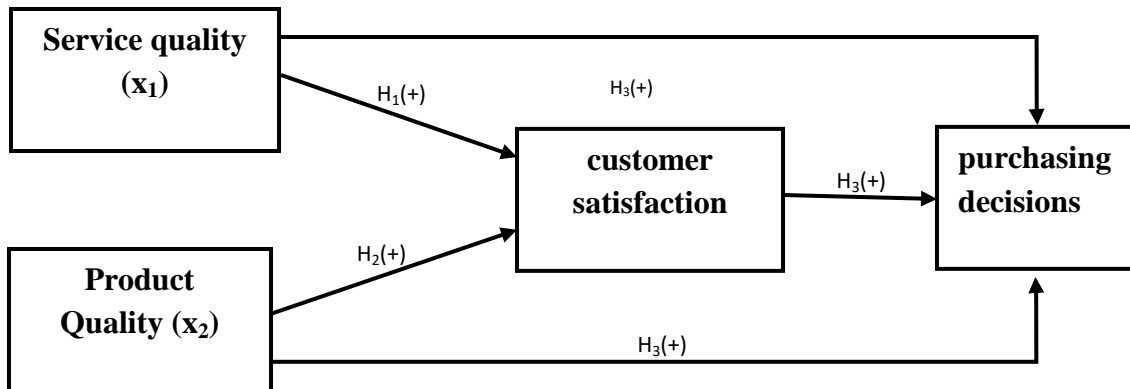 Service quality
(x₁)
H₁(+)
H₃(+)
customer
satisfaction
H₃(+)
purchasing
decisions
H₂(+)
Product
Quality (x₂)
H₃(+)